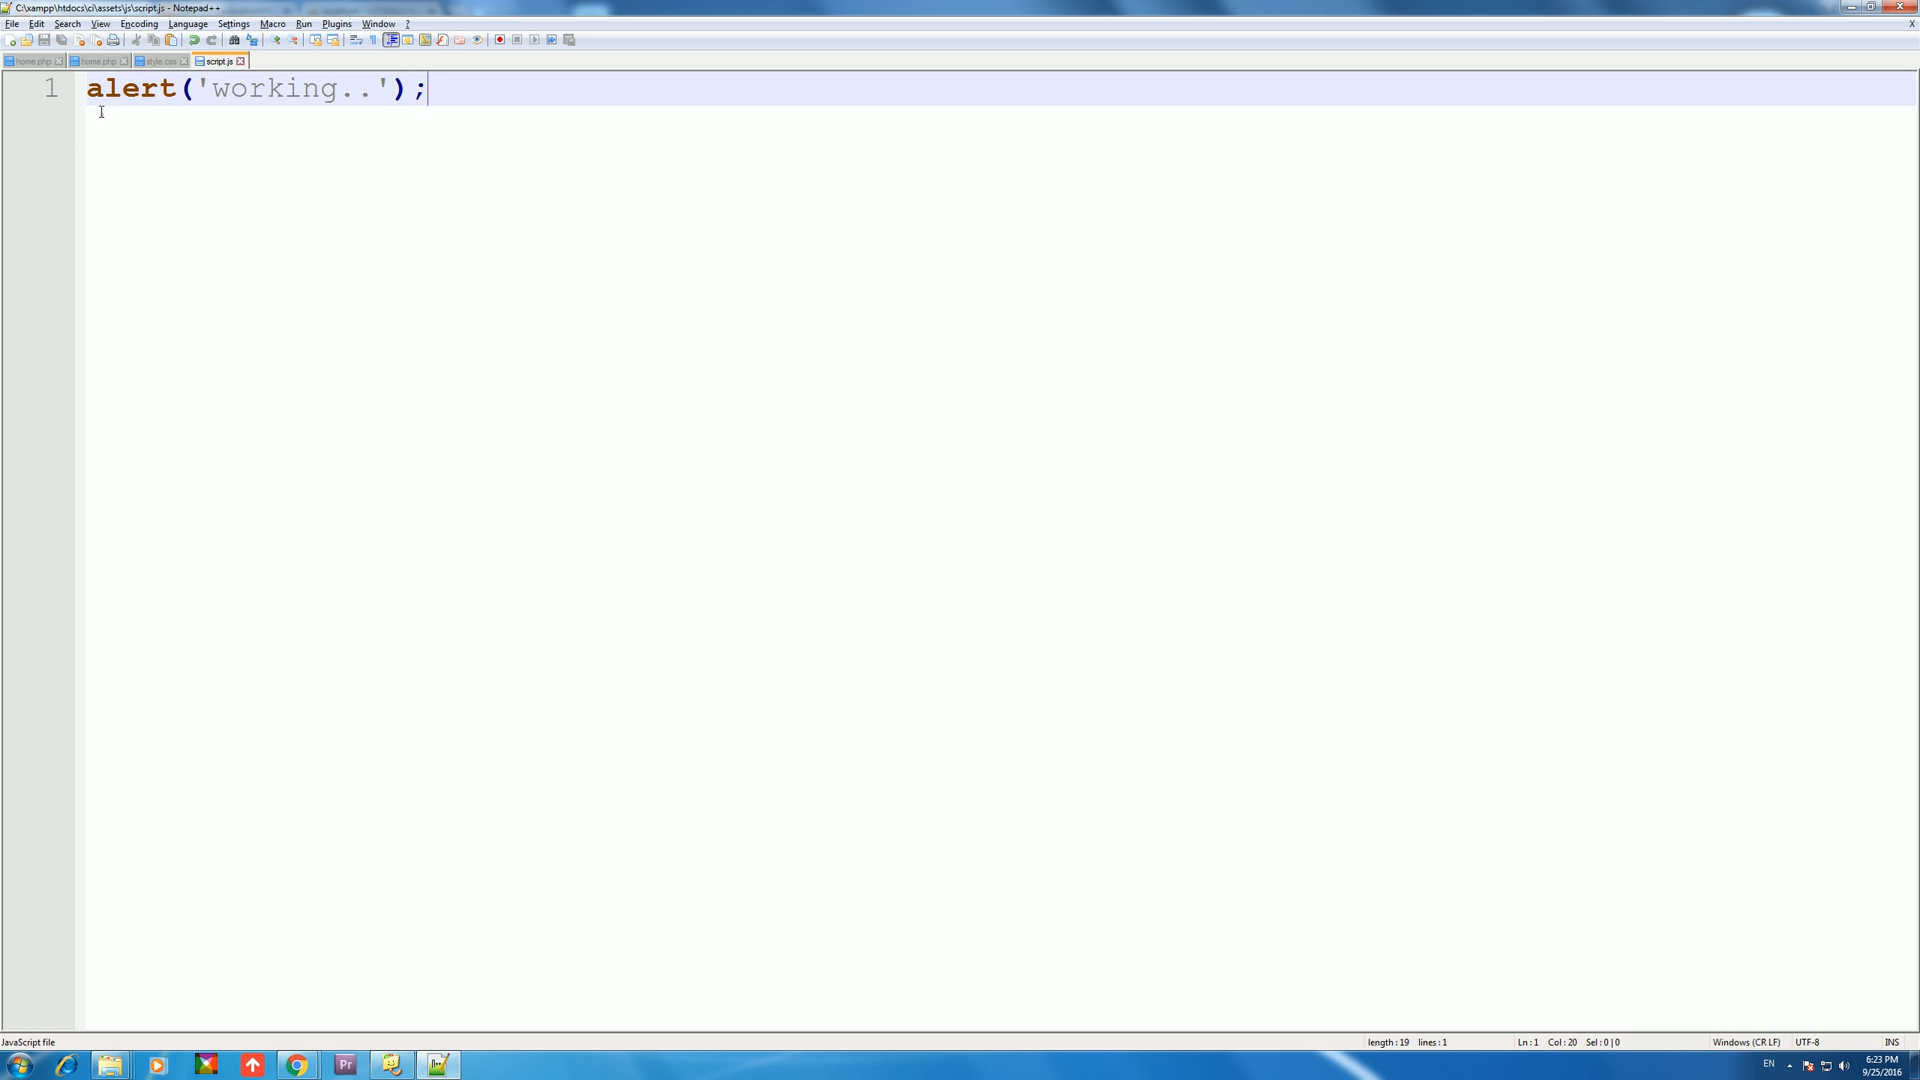 C:\xampp\htdocs\ci\assets\js\script.js - Notepad++
File Edit Search View Encoding Language Settings Macro Run Plugins Window ? X
home.php home.php style.css script.js
1 alert('working..');
JavaScript file length : 19 lines : 1 Ln : 1 Col : 20 Sel : 0 | 0 Windows (CR LF) UTF-8 INS
Pr EN 6:23 PM
9/25/2016